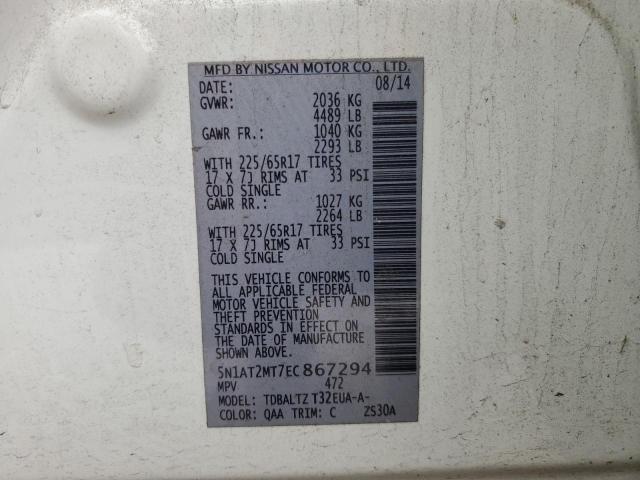 MFD BY NISSAN MOTOR CO., LTD.
DATE: 08/14
GVWR: 2036 KG
4489 LB
GAWR FR.: 1040 KG
2293 LB
WITH 225/65R17 TIRES
17 X 7J RIMS AT 33 PSI
COLD SINGLE
GAWR RR.: 1027 KG
2264 LB
WITH 225/65R17 TIRES
17 X 7J RIMS AT 33 PSI
COLD SINGLE
THIS VEHICLE CONFORMS TO
ALL APPLICABLE FEDERAL
MOTOR VEHICLE SAFETY AND
THEFT PREVENTION
STANDARDS IN EFFECT ON
THE DATE OF MANUFACTURE
SHOWN ABOVE.
5N1AT2MT7EC867294
MPV 472
MODEL: TDBALTZ T32EUA-A-
COLOR: QAA TRIM: C ZS30A